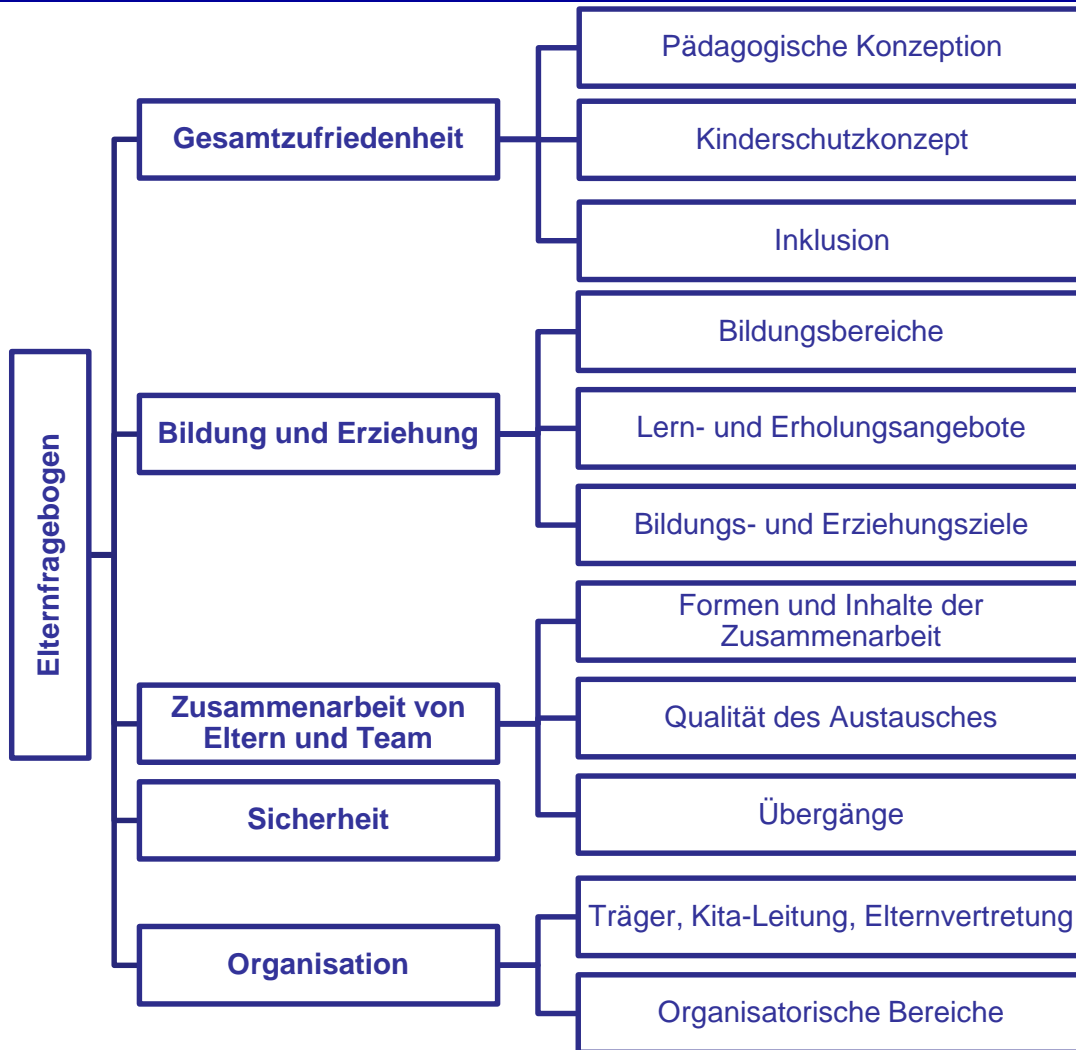 Elternfragebogen
Gesamtzufriedenheit
Pädagogische Konzeption
Kinderschutzkonzept
Inklusion
Bildung und Erziehung
Bildungsbereiche
Lern- und Erholungsangebote
Bildungs- und Erziehungsziele
Zusammenarbeit von
Eltern und Team
Formen und Inhalte der
Zusammenarbeit
Qualität des Austausches
Übergänge
Sicherheit
Organisation
Träger, Kita-Leitung, Elternvertretung
Organisatorische Bereiche